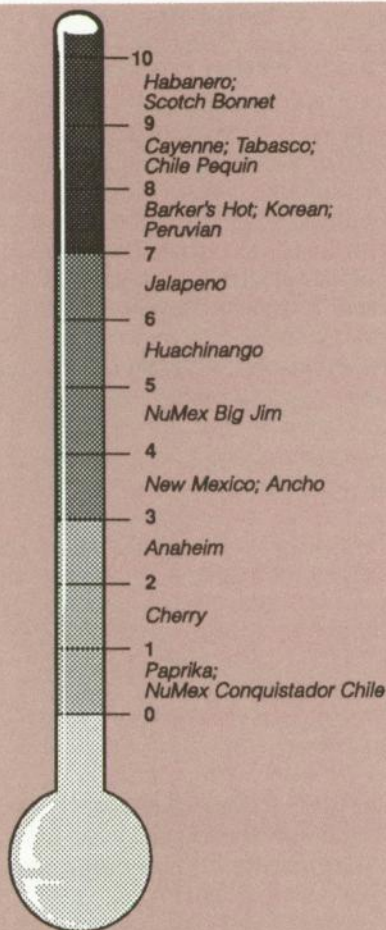 10
Habanero;
Scotch Bonnet
9
Cayenne; Tabasco;
Chile Pequin
8
Barker's Hot; Korean;
Peruvian
7
Jalapeno
6
Huachinango
5
NuMex Big Jim
4
New Mexico; Ancho
3
Anaheim
2
Cherry
1
Paprika;
NuMex Conquistador Chile
0